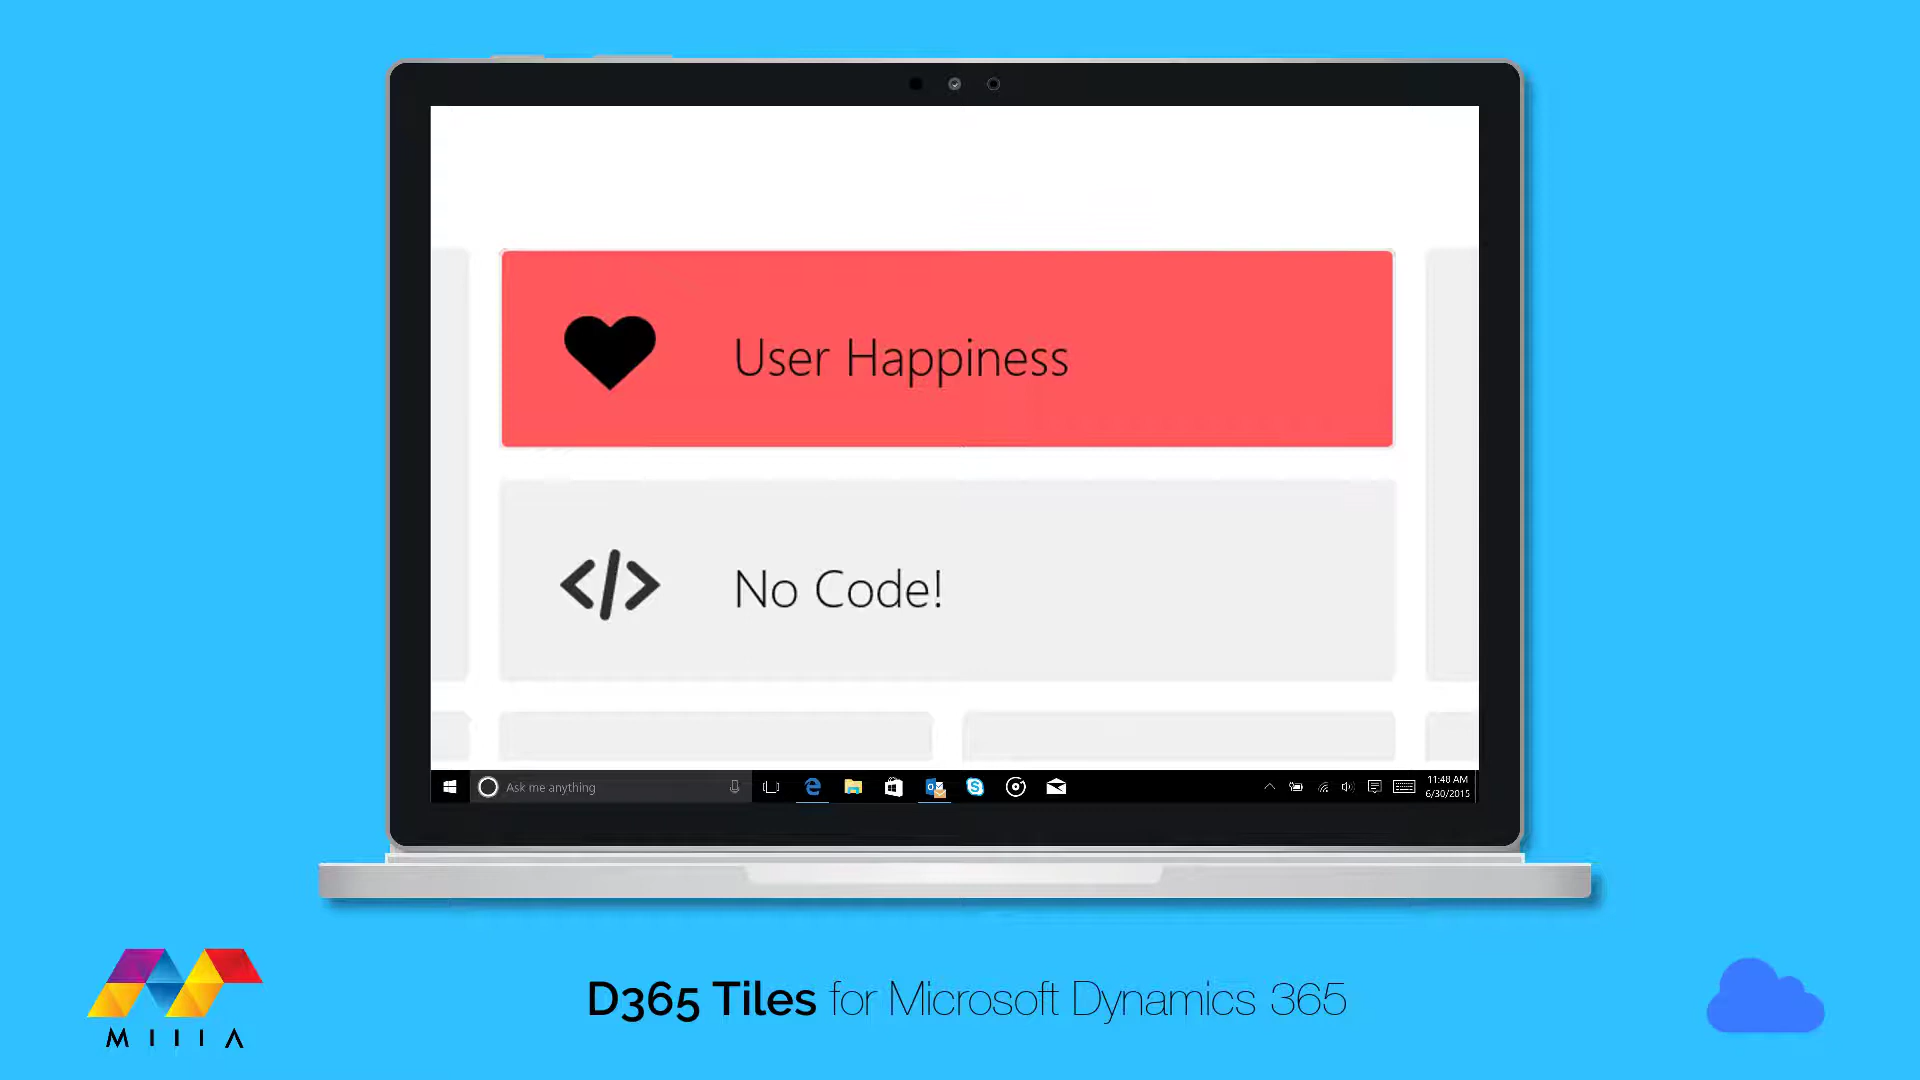 User Happiness
No Code!
Ask me anything
11:40 AM
6/30/2015
D365 Tiles for Microsoft Dynamics 365
MIIIA